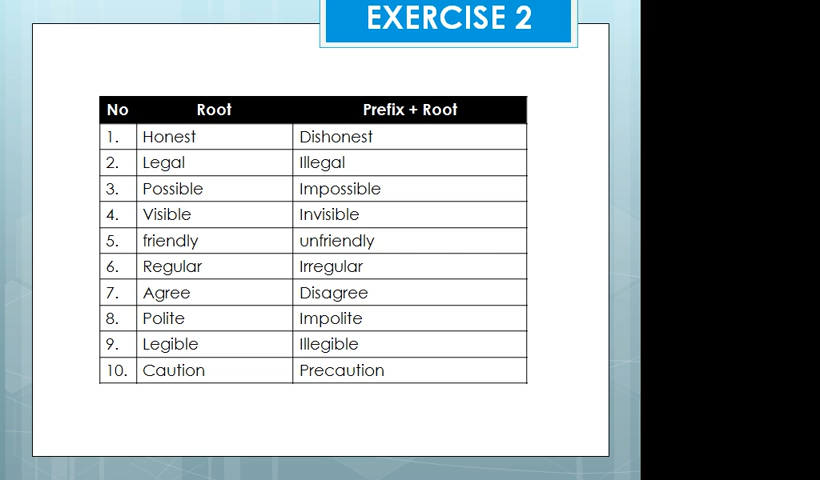 EXERCISE 2
No Root Prefix + Root
1. Honest Dishonest
2. Legal Illegal
3. Possible Impossible
4. Visible Invisible
5. friendly unfriendly
6. Regular Irregular
7. Agree Disagree
8. Polite Impolite
9. Legible Illegible
10. Caution Precaution